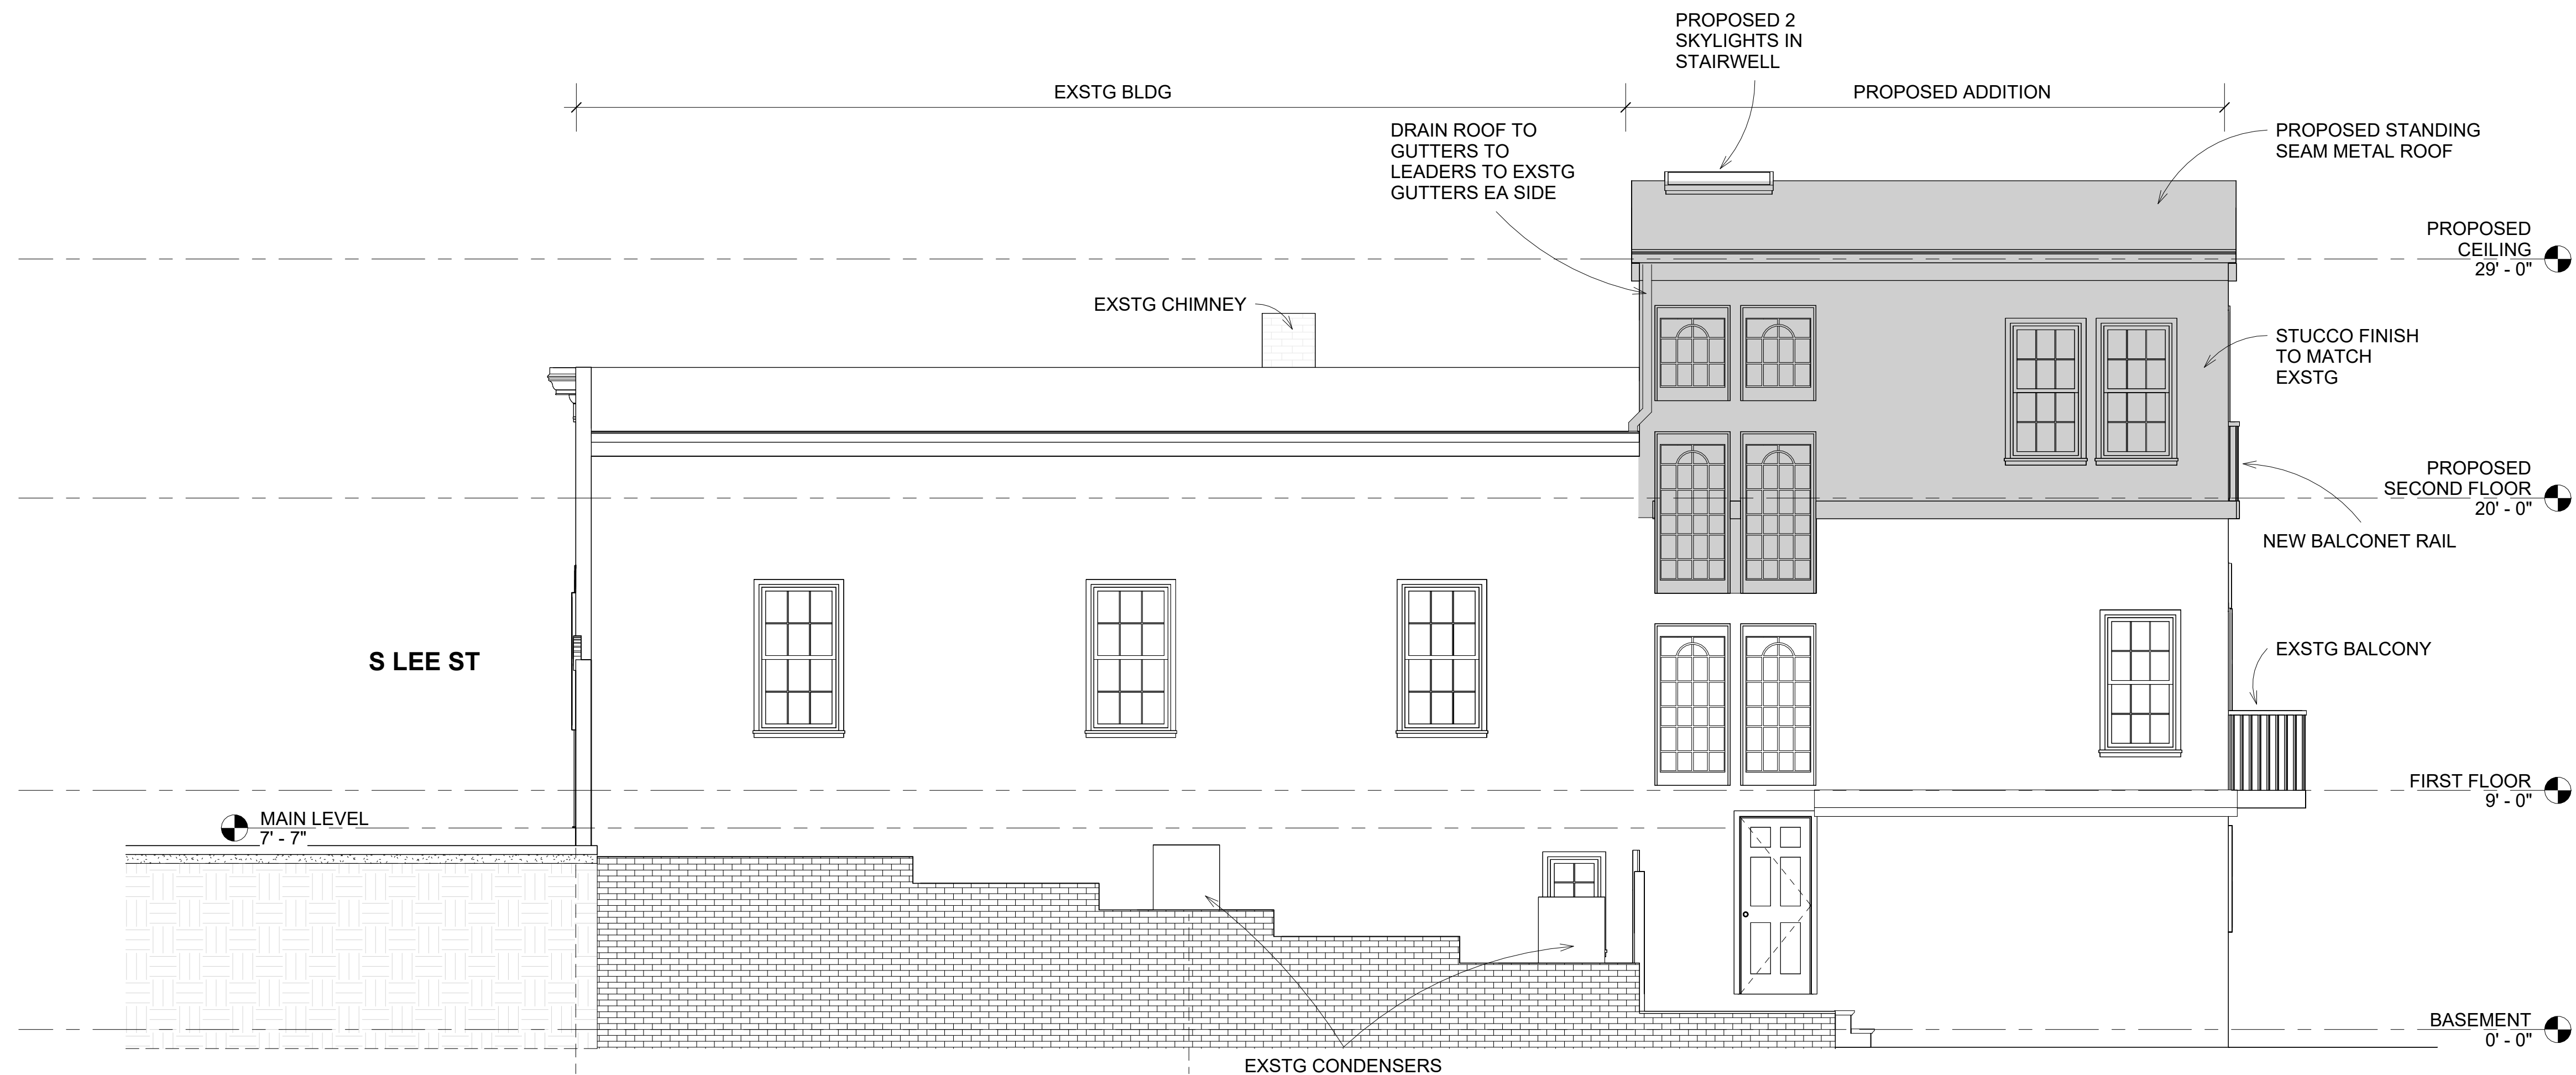 PROPOSED 2
SKYLIGHTS IN
STAIRWELL
EXSTG BLDG
PROPOSED ADDITION
DRAIN ROOF TO
GUTTERS TO
LEADERS TO EXSTG
GUTTERS EA SIDE
PROPOSED STANDING
SEAM METAL ROOF
PROPOSED
CEILING
29' - 0"
EXSTG CHIMNEY
STUCCO FINISH
TO MATCH
EXSTG
PROPOSED
SECOND FLOOR
20' - 0"
NEW BALCONET RAIL
S LEE ST
EXSTG BALCONY
FIRST FLOOR
9' - 0"
MAIN LEVEL
7' - 7"
BASEMENT
0' - 0"
EXSTG CONDENSERS